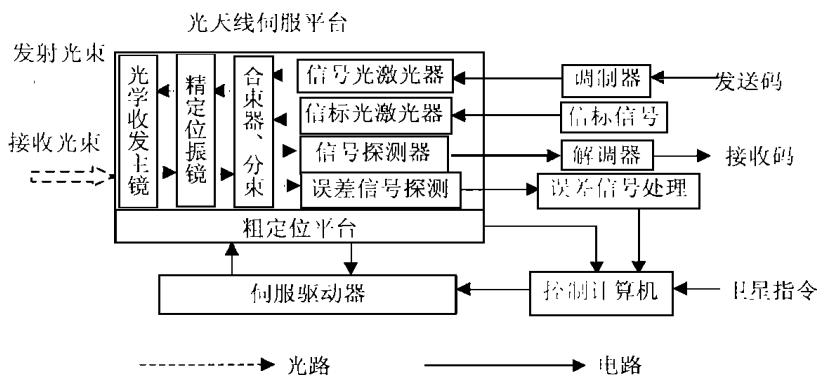 光天线伺服平台
发射光束
光学收发主镜
精定位振镜
合束器、分束
信号光激光器
调制器
发送码
信标光激光器
信标信号
接收光束
信号探测器
解调器
接收码
误差信号探测
误差信号处理
粗定位平台
伺服驱动器
控制计算机
卫星指令
光路
电路